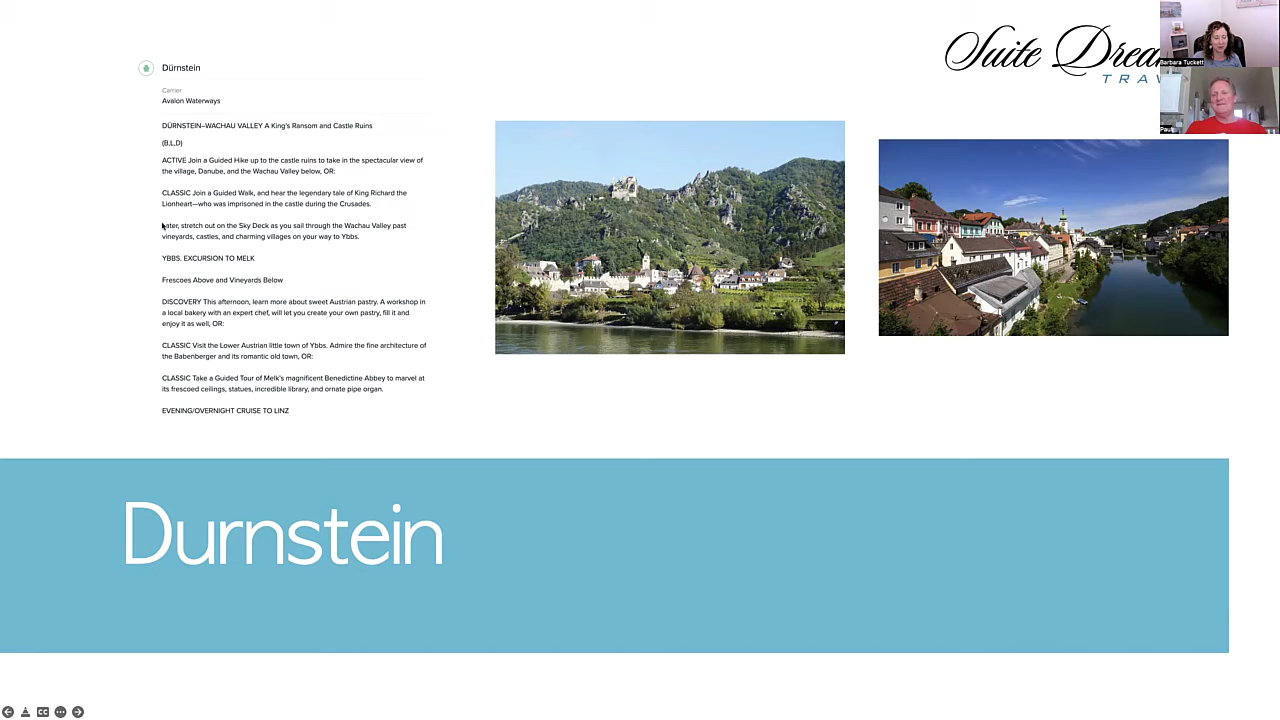 Suite Drea
TRAV
Barbara Tuckett
Paul
Dürnstein
Carrier
Avalon Waterways
DÜRNSTEIN–WACHAU VALLEY A King's Ransom and Castle Ruins
(B,L,D)
ACTIVE Join a Guided Hike up to the castle ruins to take in the spectacular view of
the village, Danube, and the Wachau Valley below, OR:
CLASSIC Join a Guided Walk, and hear the legendary tale of King Richard the
Lionheart—who was imprisoned in the castle during the Crusades.
Later, stretch out on the Sky Deck as you sail through the Wachau Valley past
vineyards, castles, and charming villages on your way to Ybbs.
YBBS. EXCURSION TO MELK
Frescoes Above and Vineyards Below
DISCOVERY This afternoon, learn more about sweet Austrian pastry. A workshop in
a local bakery with an expert chef, will let you create your own pastry, fill it and
enjoy it as well, OR:
CLASSIC Visit the Lower Austrian little town of Ybbs. Admire the fine architecture of
the Babenberger and its romantic old town, OR:
CLASSIC Take a Guided Tour of Melk's magnificent Benedictine Abbey to marvel at
its frescoed ceilings, statues, incredible library, and ornate pipe organ.
EVENING/OVERNIGHT CRUISE TO LINZ
Durnstein
CC